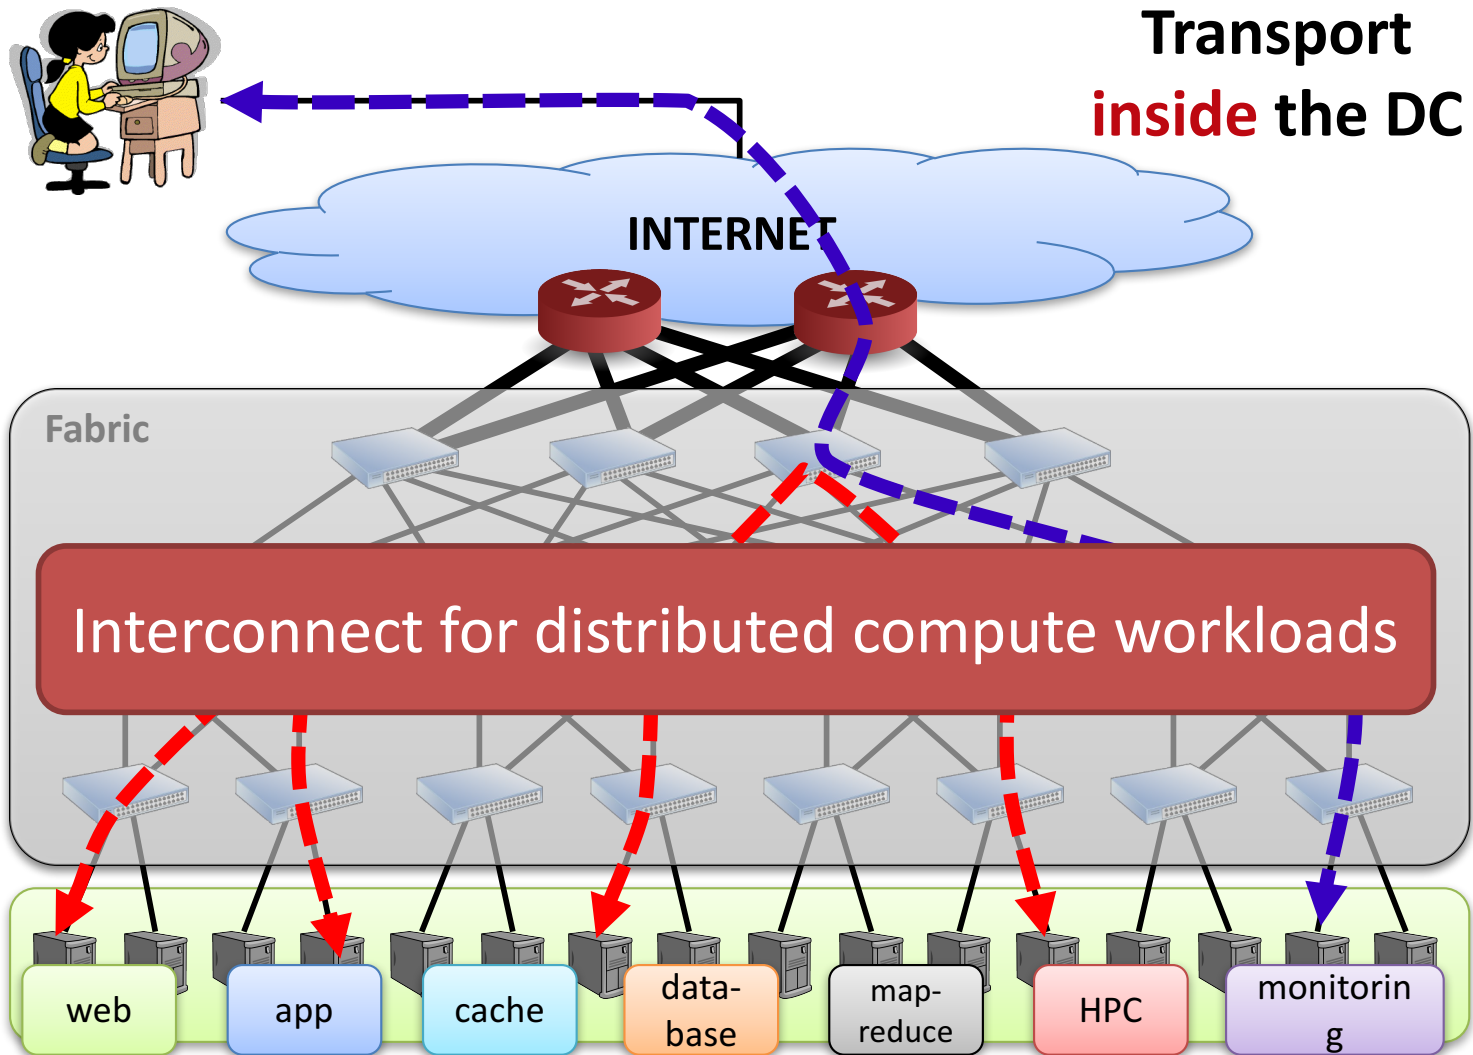 Transport
inside the DC
INTERNET
Fabric
Interconnect for distributed compute workloads
web
app
cache
data-
base
map-
reduce
HPC
monitorin
g